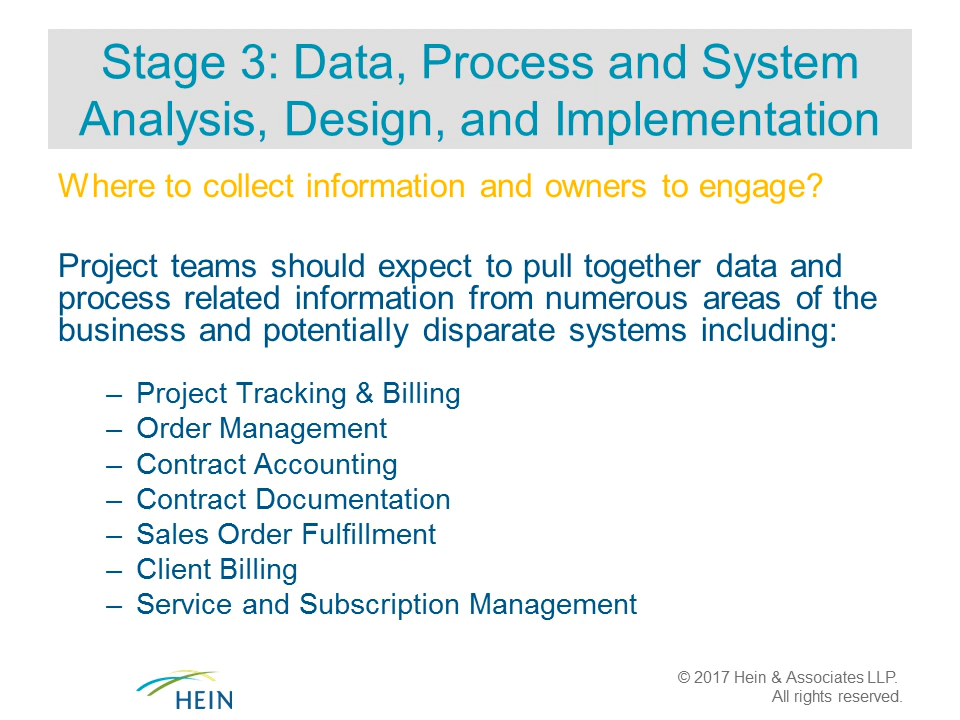 Stage 3: Data, Process and System
Analysis, Design, and Implementation
Where to collect information and owners to engage?
Project teams should expect to pull together data and
process related information from numerous areas of the
business and potentially disparate systems including:
– Project Tracking & Billing
– Order Management
– Contract Accounting
– Contract Documentation
– Sales Order Fulfillment
– Client Billing
– Service and Subscription Management
HEIN
© 2017 Hein & Associates LLP.
All rights reserved.